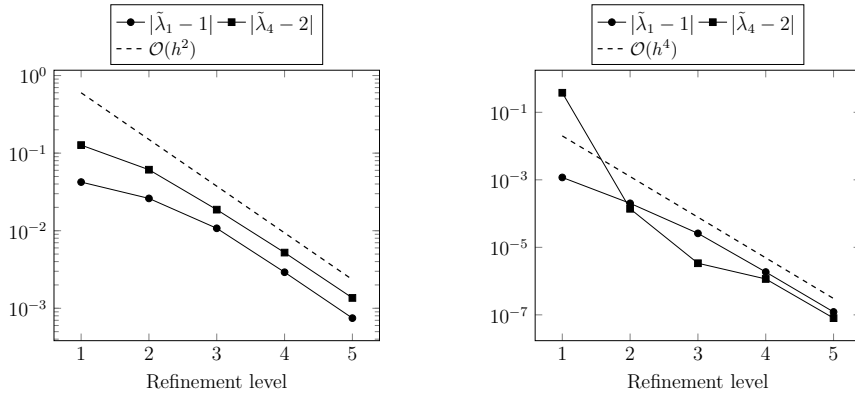 |λ̃₁ − 1| |λ̃₄ − 2|
O(h²)
10⁰
10⁻¹
10⁻²
10⁻³
1 2 3 4 5
Refinement level
|λ̃₁ − 1| |λ̃₄ − 2|
O(h⁴)
10⁻¹
10⁻³
10⁻⁵
10⁻⁷
1 2 3 4 5
Refinement level